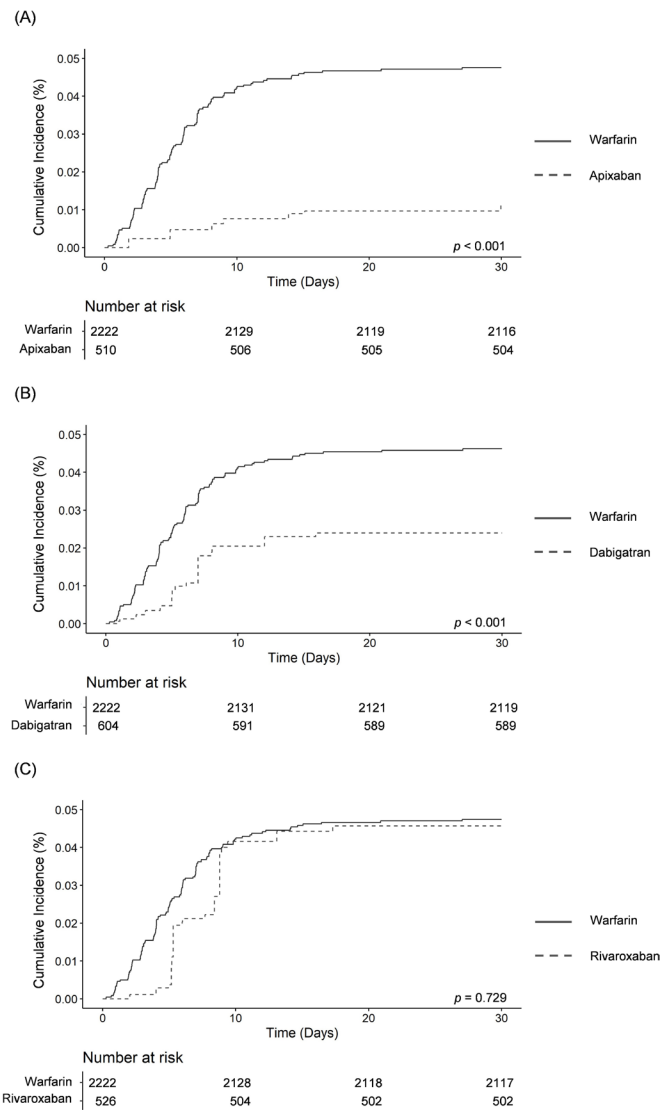 (A)
Cumulative Incidence (%)
0.05
0.04
0.03
0.02
0.01
0.00
Warfarin
Apixaban
p < 0.001
0 10 20 30
Time (Days)
Number at risk
Warfarin 2222 2129 2119 2116
Apixaban 510 506 505 504
(B)
Cumulative Incidence (%)
0.05
0.04
0.03
0.02
0.01
0.00
Warfarin
Dabigatran
p < 0.001
0 10 20 30
Time (Days)
Number at risk
Warfarin 2222 2131 2121 2119
Dabigatran 604 591 589 589
(C)
Cumulative Incidence (%)
0.05
0.04
0.03
0.02
0.01
0.00
Warfarin
Rivaroxaban
p = 0.729
0 10 20 30
Time (Days)
Number at risk
Warfarin 2222 2128 2118 2117
Rivaroxaban 526 504 502 502